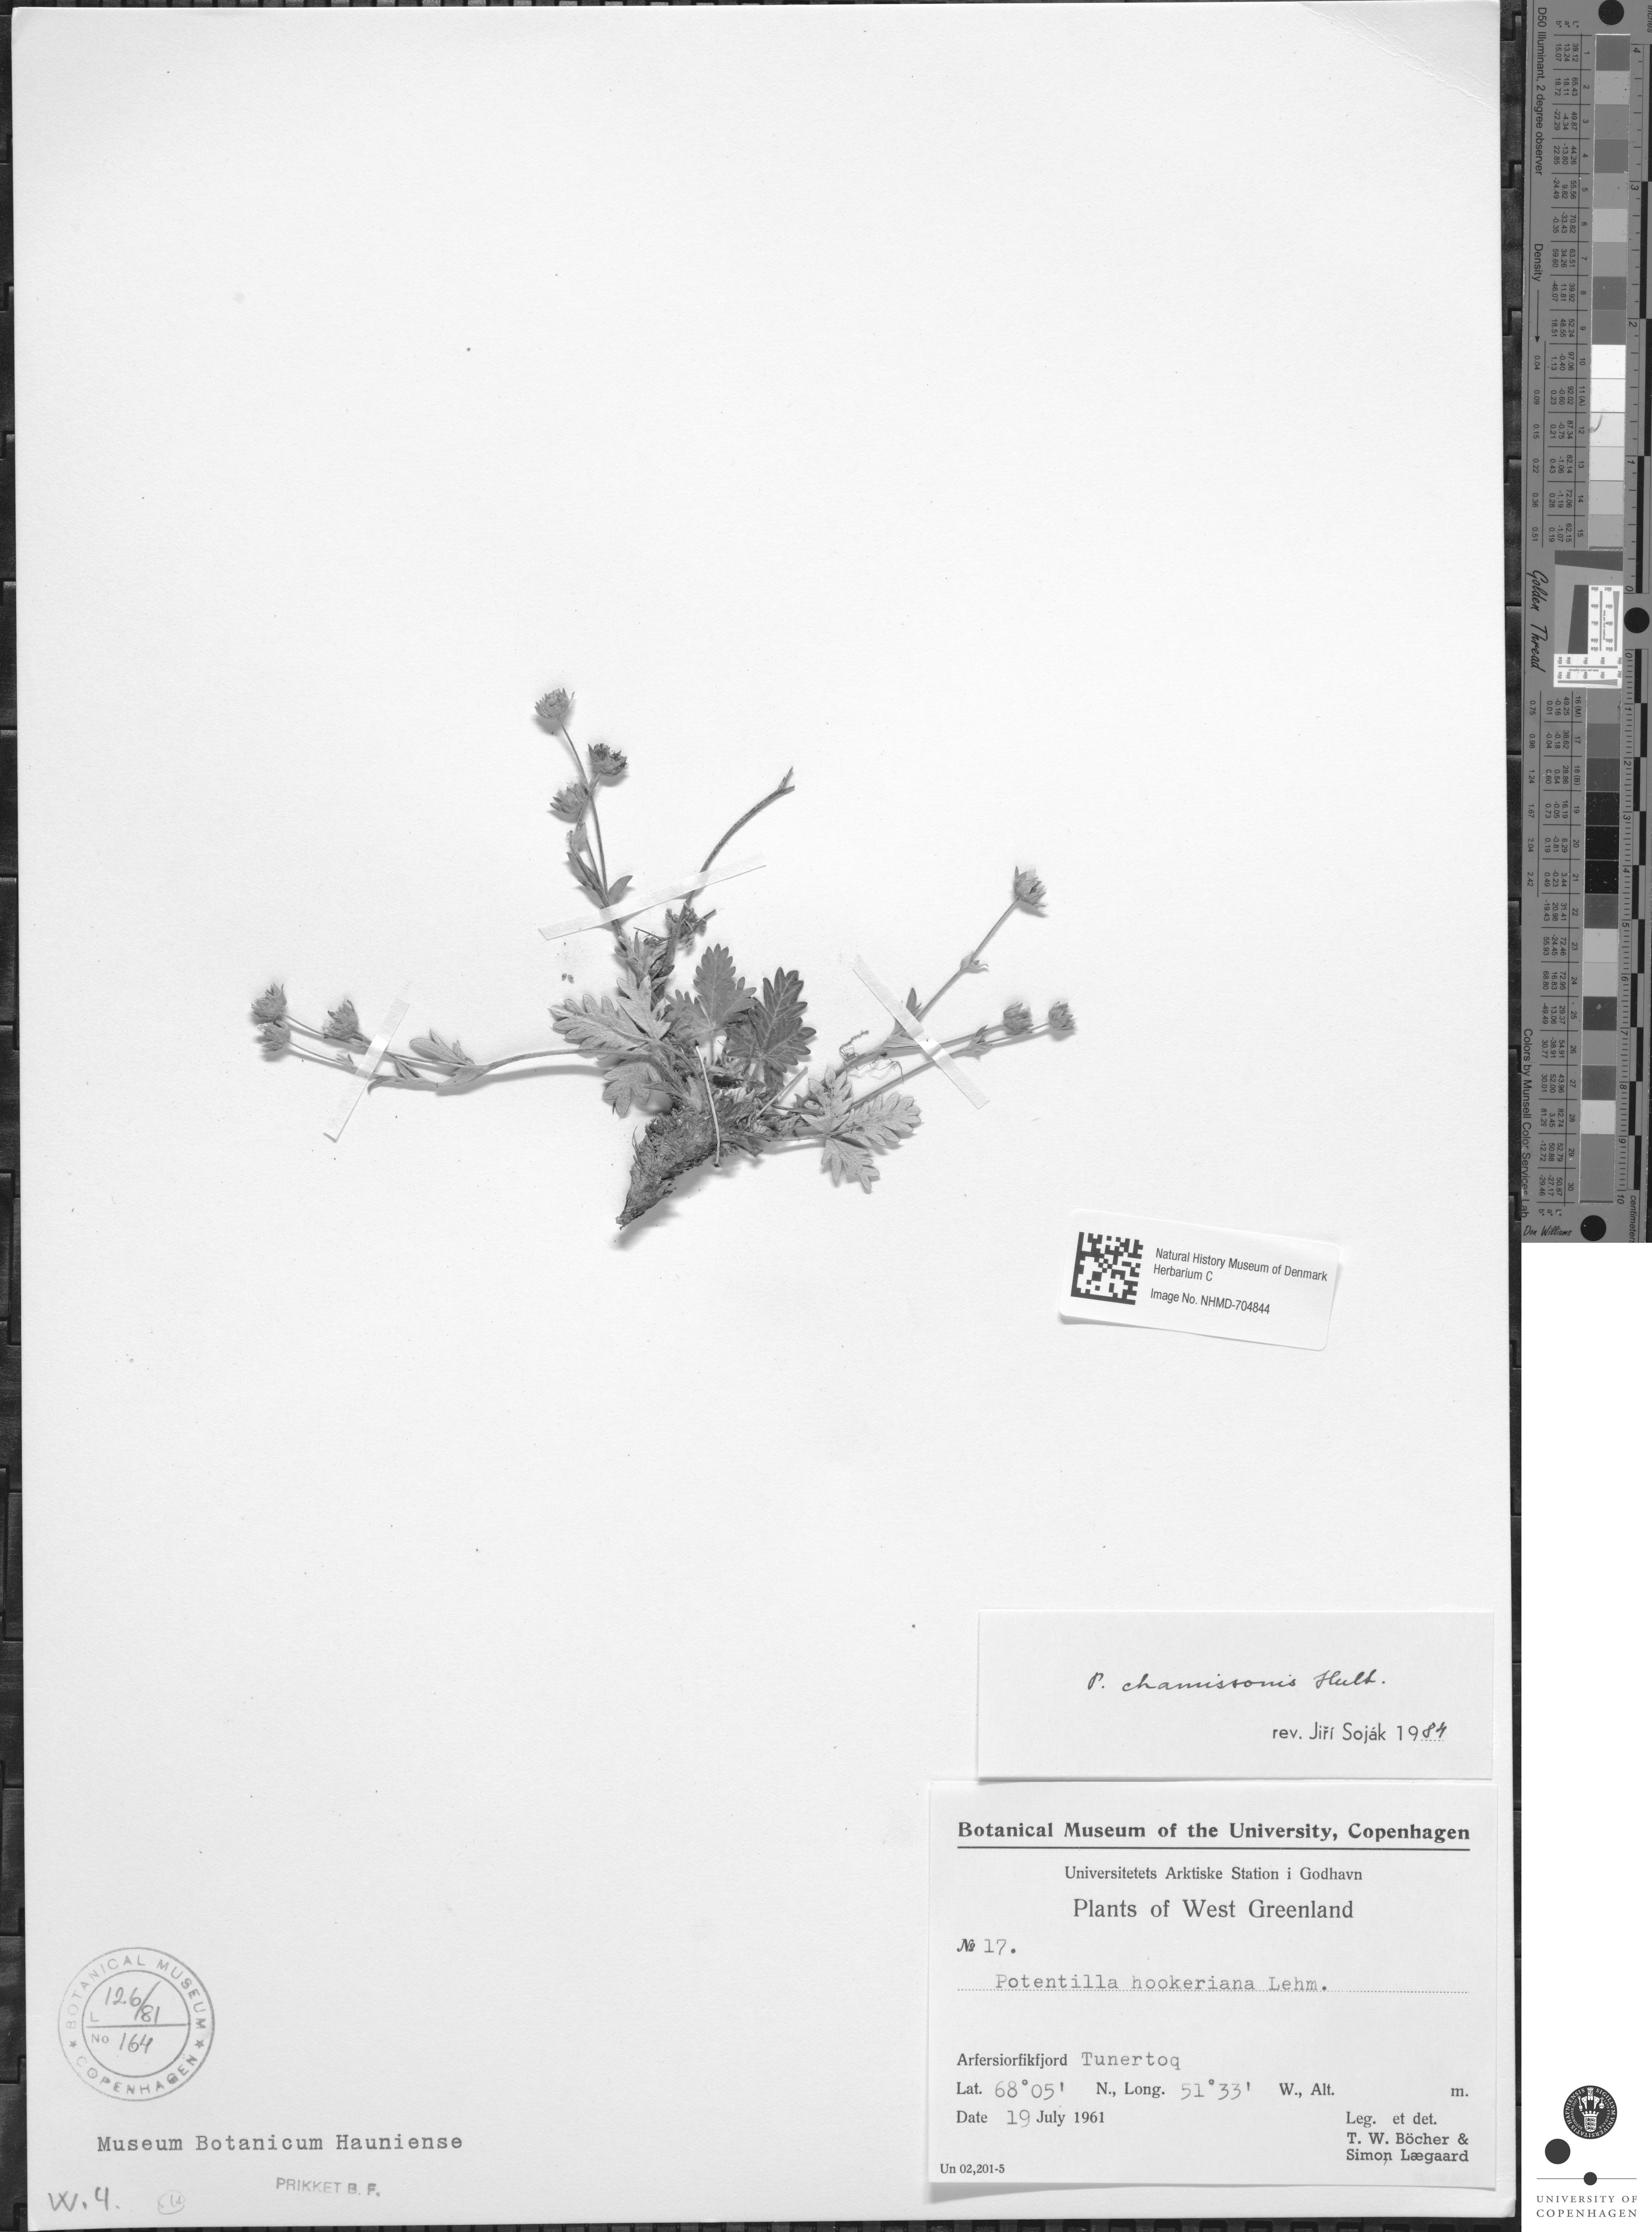 Natural History Museum of Denmark
Herbarium C
Image No. NHMD-704844
P. chamissonis Hult.
rev. Jiří Soják 1984
Botanical Museum of the University, Copenhagen
Universitetets Arktiske Station i Godhavn
Plants of West Greenland
№ 17.
Potentilla hookeriana Lehm.
Arfersiorfikfjord Tunertoq
Lat. 68°05' N., Long. 51°33' W., Alt. m.
Date 19 July 1961
Leg. et det.
T. W. Böcher &
Simon Lægaard
Un 02,201-5
BOTANICAL MUSEUM
L 126/81
No 164
COPENHAGEN
Museum Botanicum Hauniense
PRIKKET B. F.
W. 4.
D50 Illuminant, 2 degree observer
Density
Golden Thread
Colors by Munsell Color Services Lab
Don Williams
centimeters
UNIVERSITY OF
COPENHAGEN